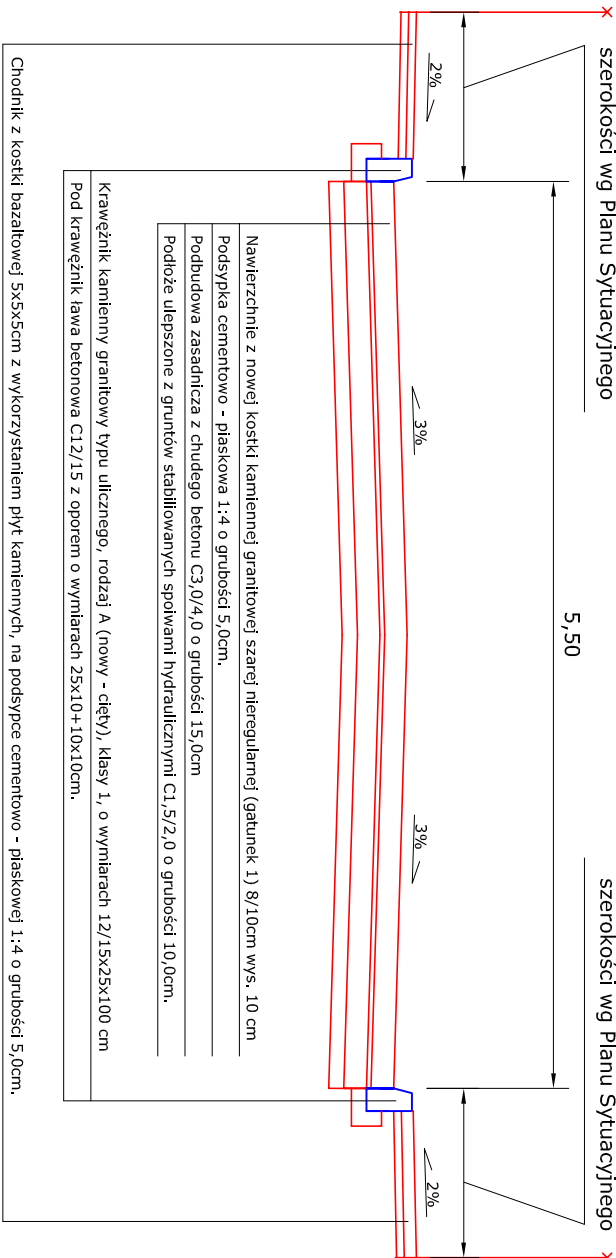 szerokości wg Planu Sytuacyjnego
szerokości wg Planu Sytuacyjnego
5,50
2%
3%
3%
2%
Nawierzchnie z nowej kostki kamiennej granitowej szarej nieregularnej (gatunek 1) 8/10cm wys. 10 cm
Podsypka cementowo - piaskowa 1:4 o grubości 5,0cm.
Podbudowa zasadnicza z chudego betonu C3,0/4,0 o grubości 15,0cm
Podłoże ulepszone z gruntów stabiliowanych spoiwami hydraulicznymi C1,5/2,0 o grubości 10,0cm.
Krawężnik kamienny granitowy typu ulicznego, rodzaj A (nowy - cięty), klasy 1, o wymiarach 12/15x25x100 cm
Pod krawężnik ława betonowa C12/15 z oporem o wymiarach 25x10+10x10cm.
Chodnik z kostki bazaltowej 5x5x5cm z wykorzystaniem płyt kamiennych, na podsypce cementowo - piaskowej 1:4 o grubości 5,0cm.